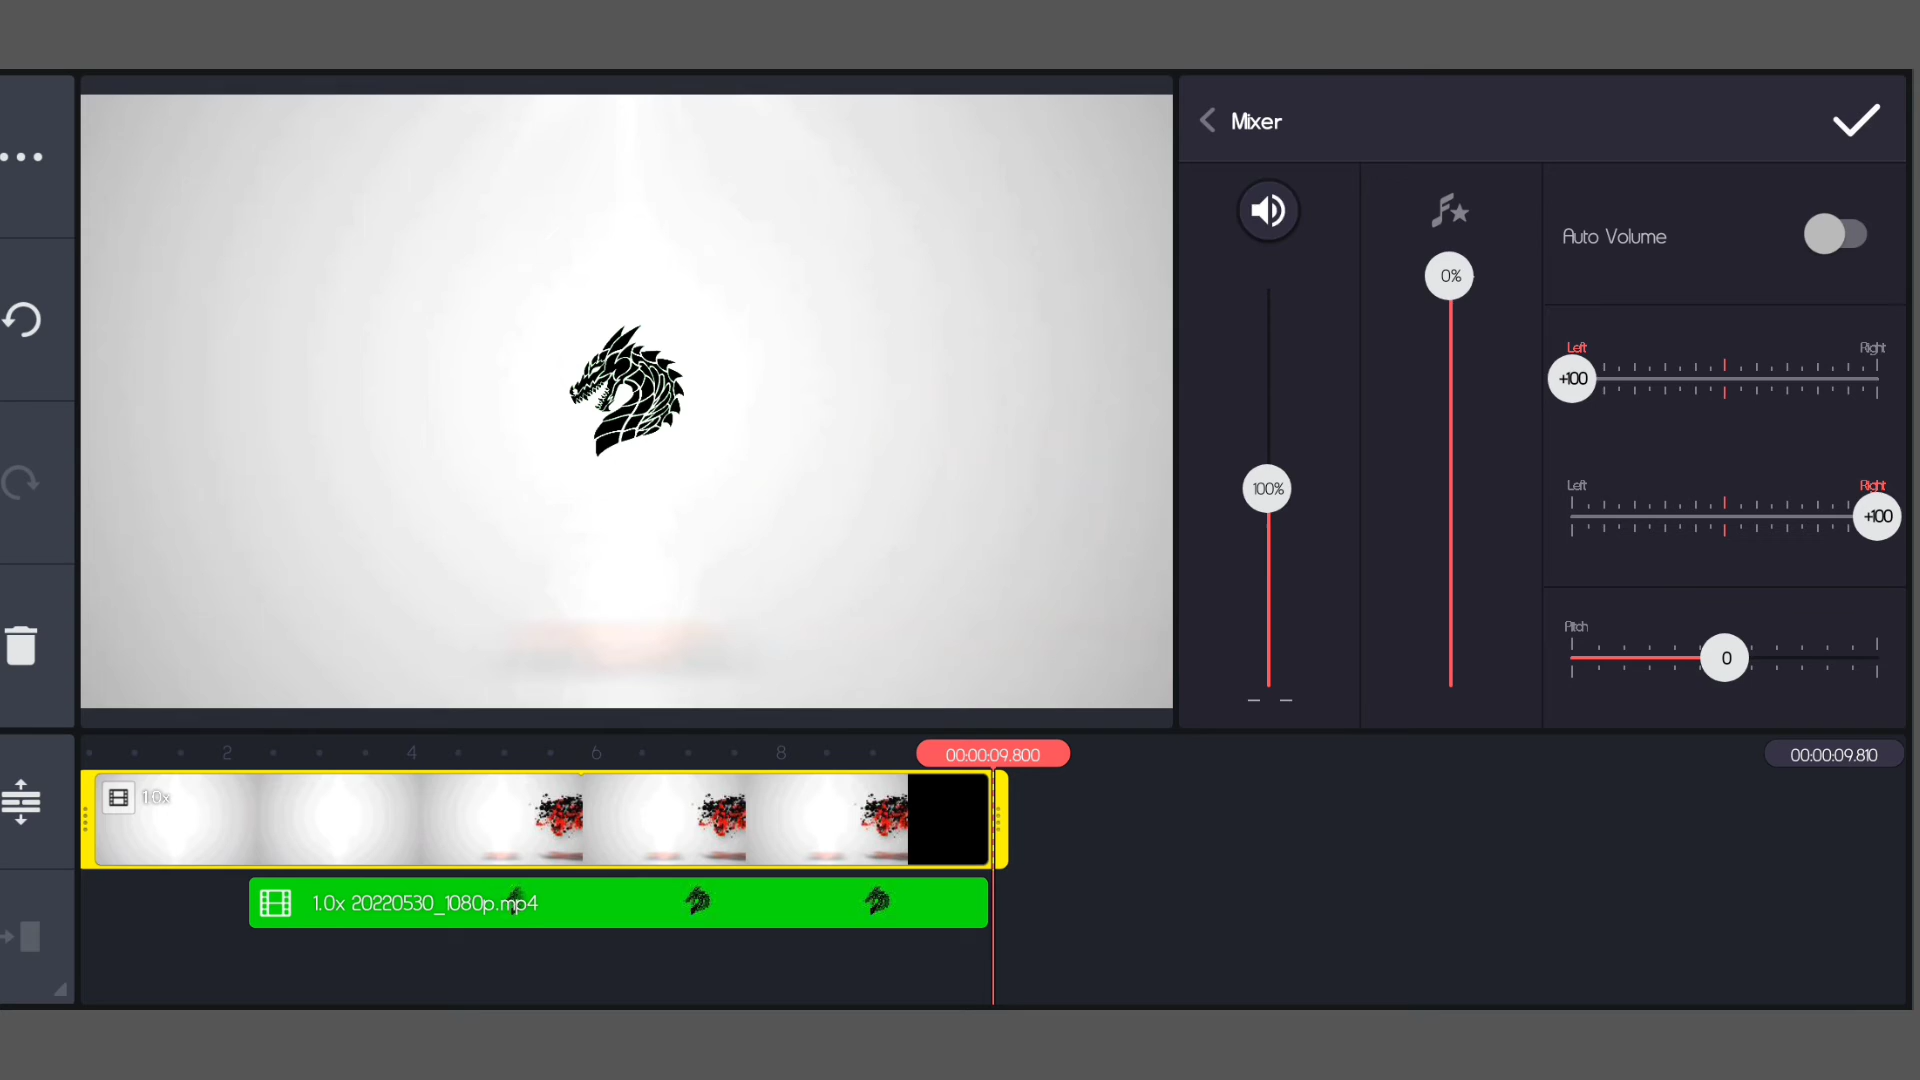 Mixer
Auto Volume
0%
Left Right
+100
100%
Left Right
+100
Pitch
0
2 4 6 8 00:00:09.800 00:00:09.810
1.0x
1.0x 20220530_1080p.mp4